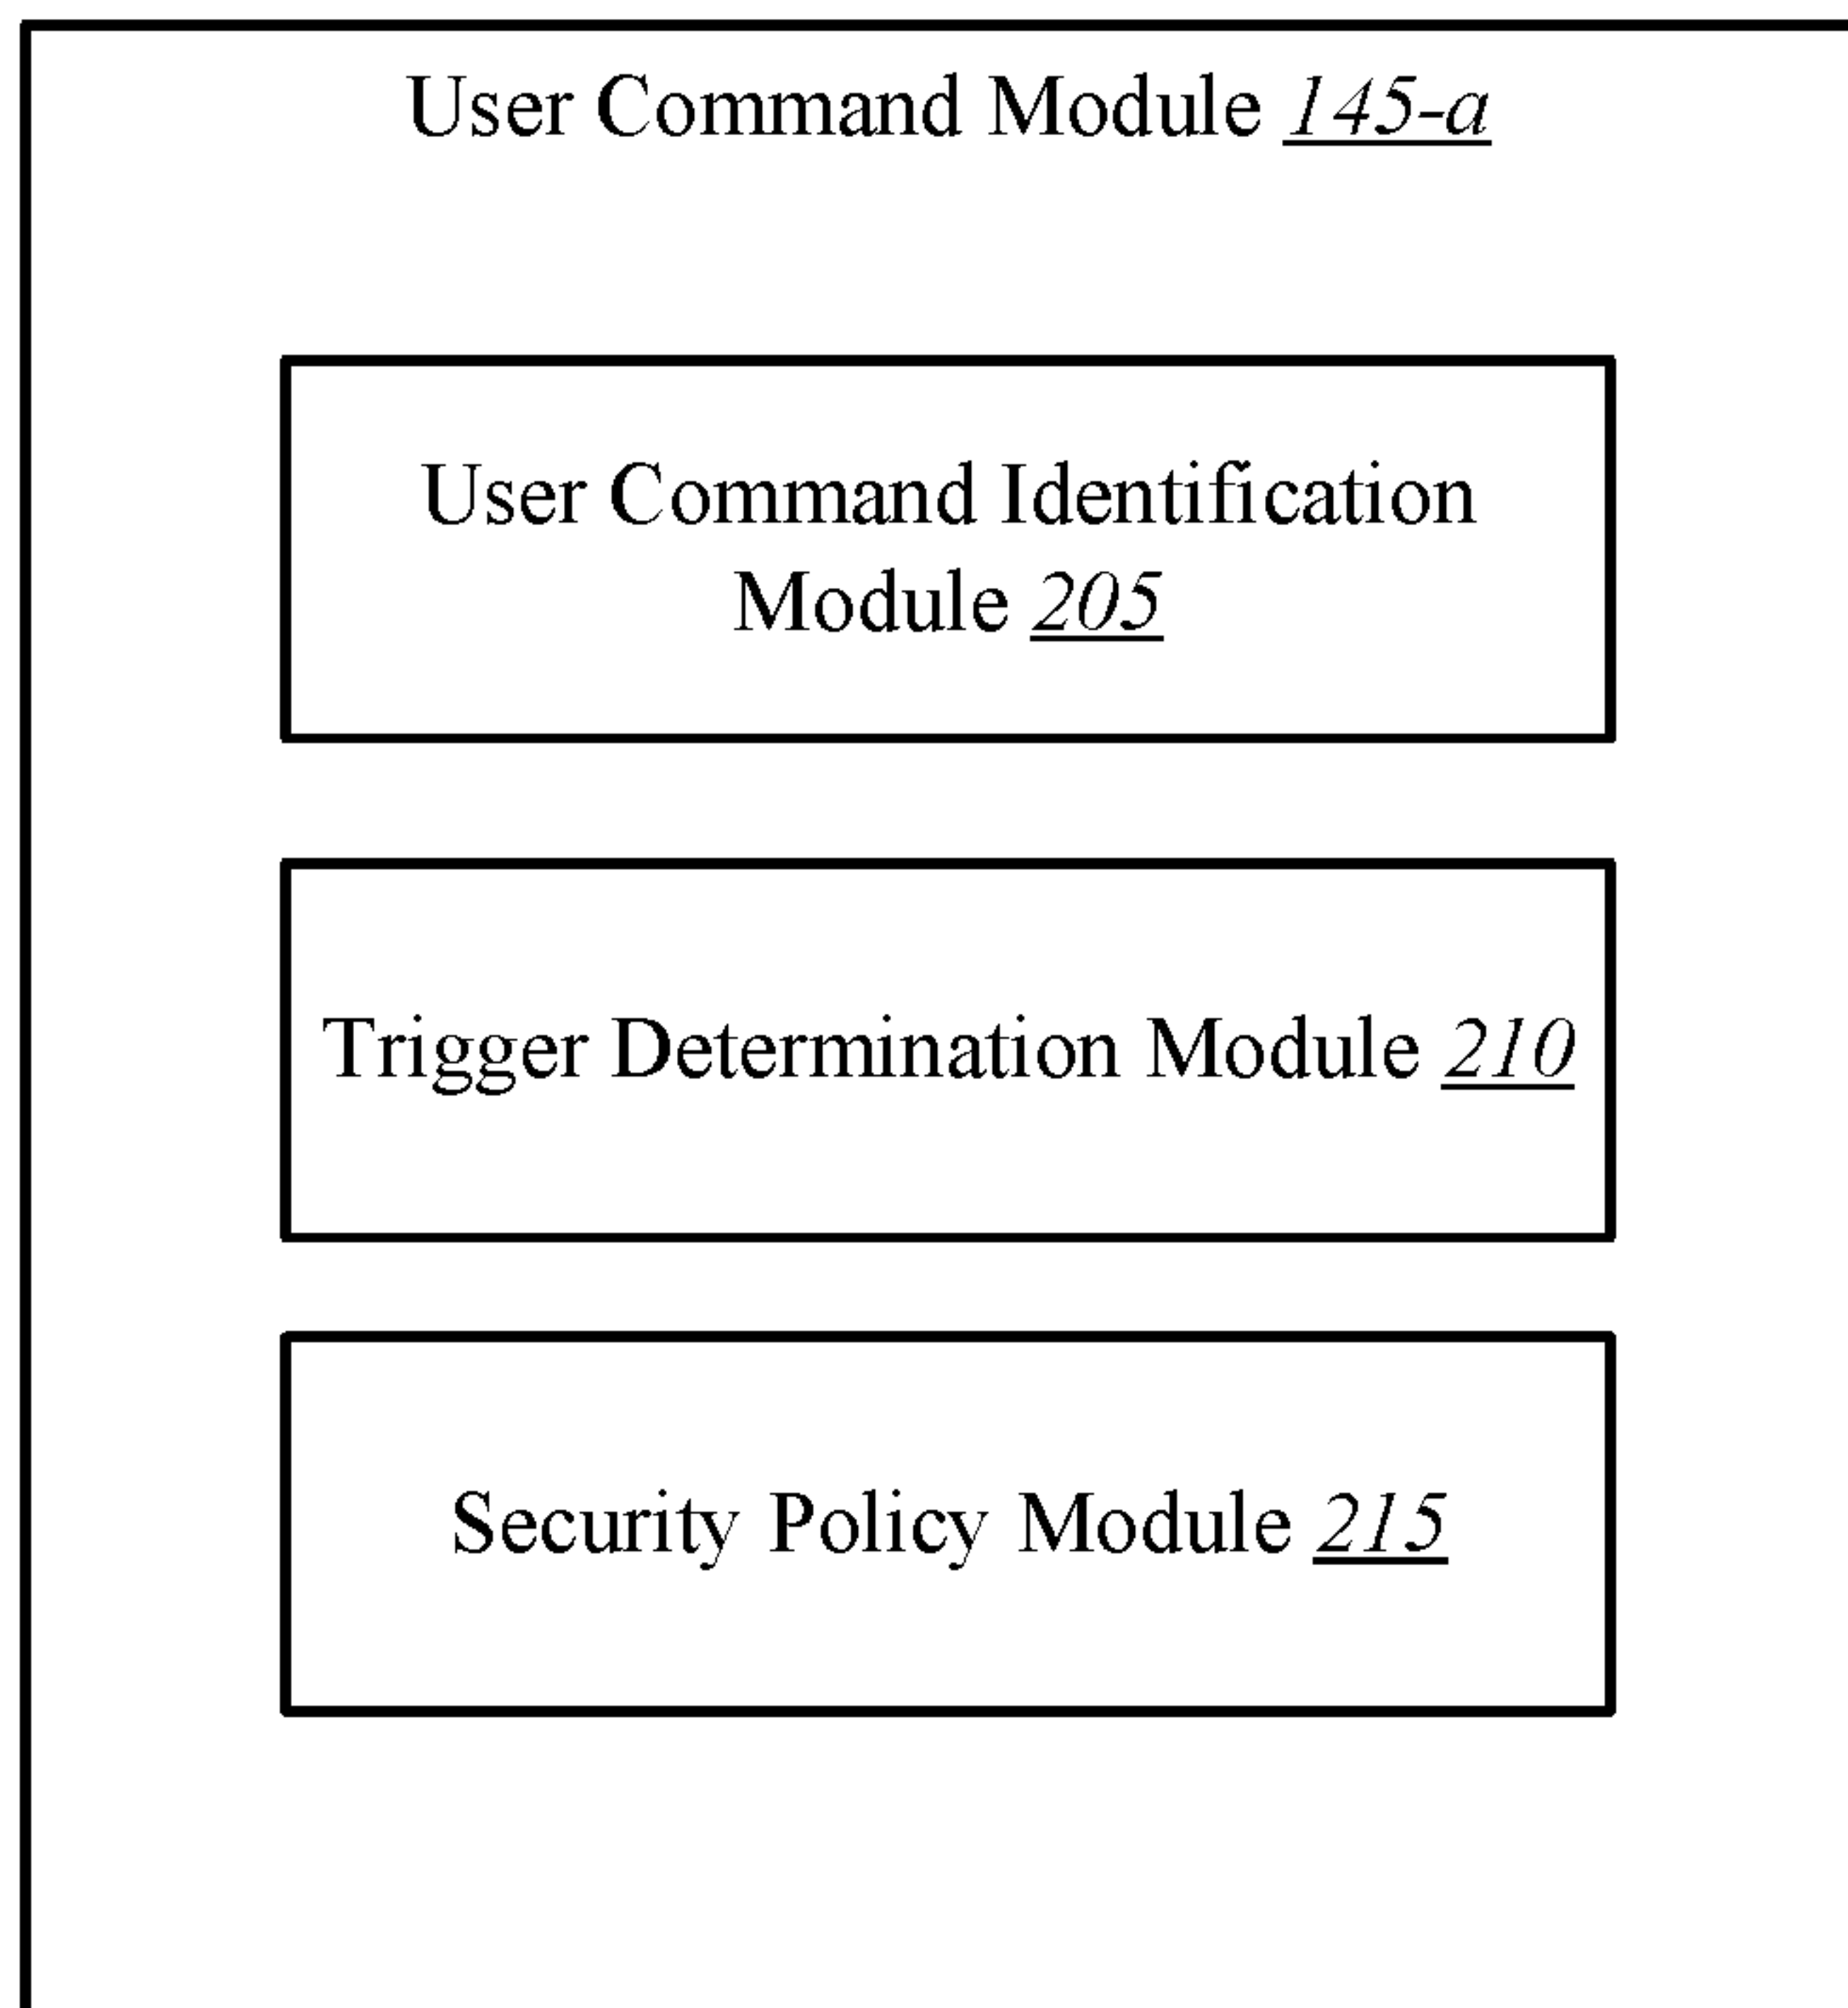 User Command Module 145-a
User Command Identification
Module 205
Trigger Determination Module 210
Security Policy Module 215